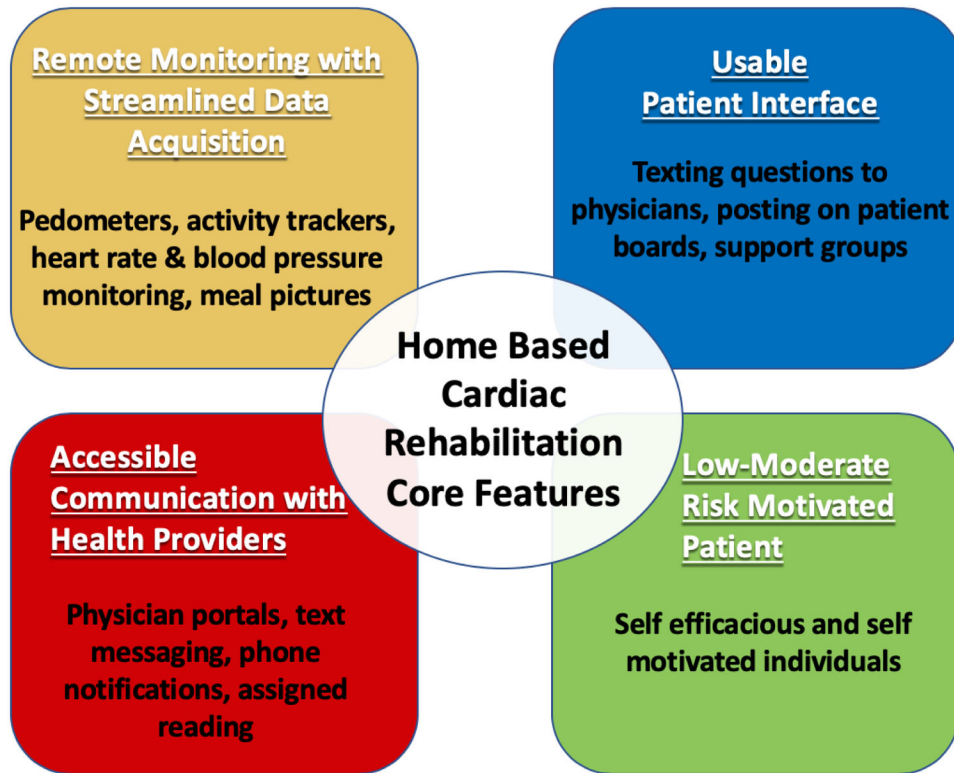 Remote Monitoring with
Streamlined Data
Acquisition
Pedometers, activity trackers,
heart rate & blood pressure
monitoring, meal pictures
Usable
Patient Interface
Texting questions to
physicians, posting on patient
boards, support groups
Home Based
Cardiac
Rehabilitation
Core Features
Accessible
Communication with
Health Providers
Physician portals, text
messaging, phone
notifications, assigned
reading
Low-Moderate
Risk Motivated
Patient
Self efficacious and self
motivated individuals